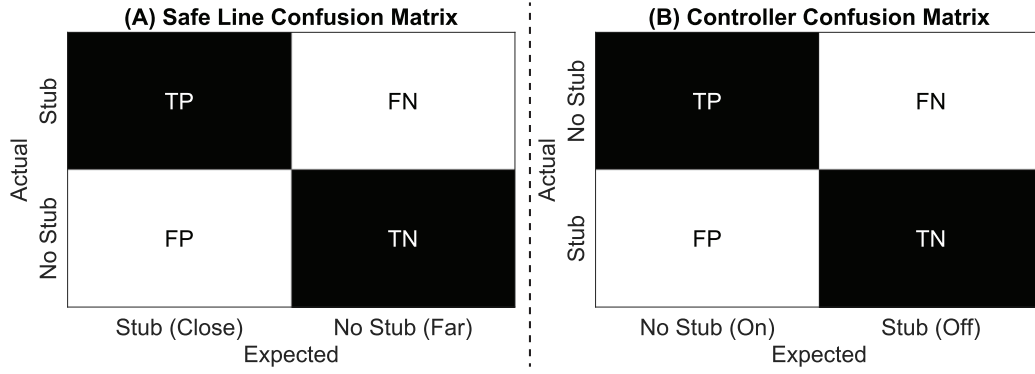 (A) Safe Line Confusion Matrix
Actual
Stub
No Stub
TP
FN
FP
TN
Stub (Close)
No Stub (Far)
Expected
(B) Controller Confusion Matrix
Actual
No Stub
Stub
TP
FN
FP
TN
No Stub (On)
Stub (Off)
Expected